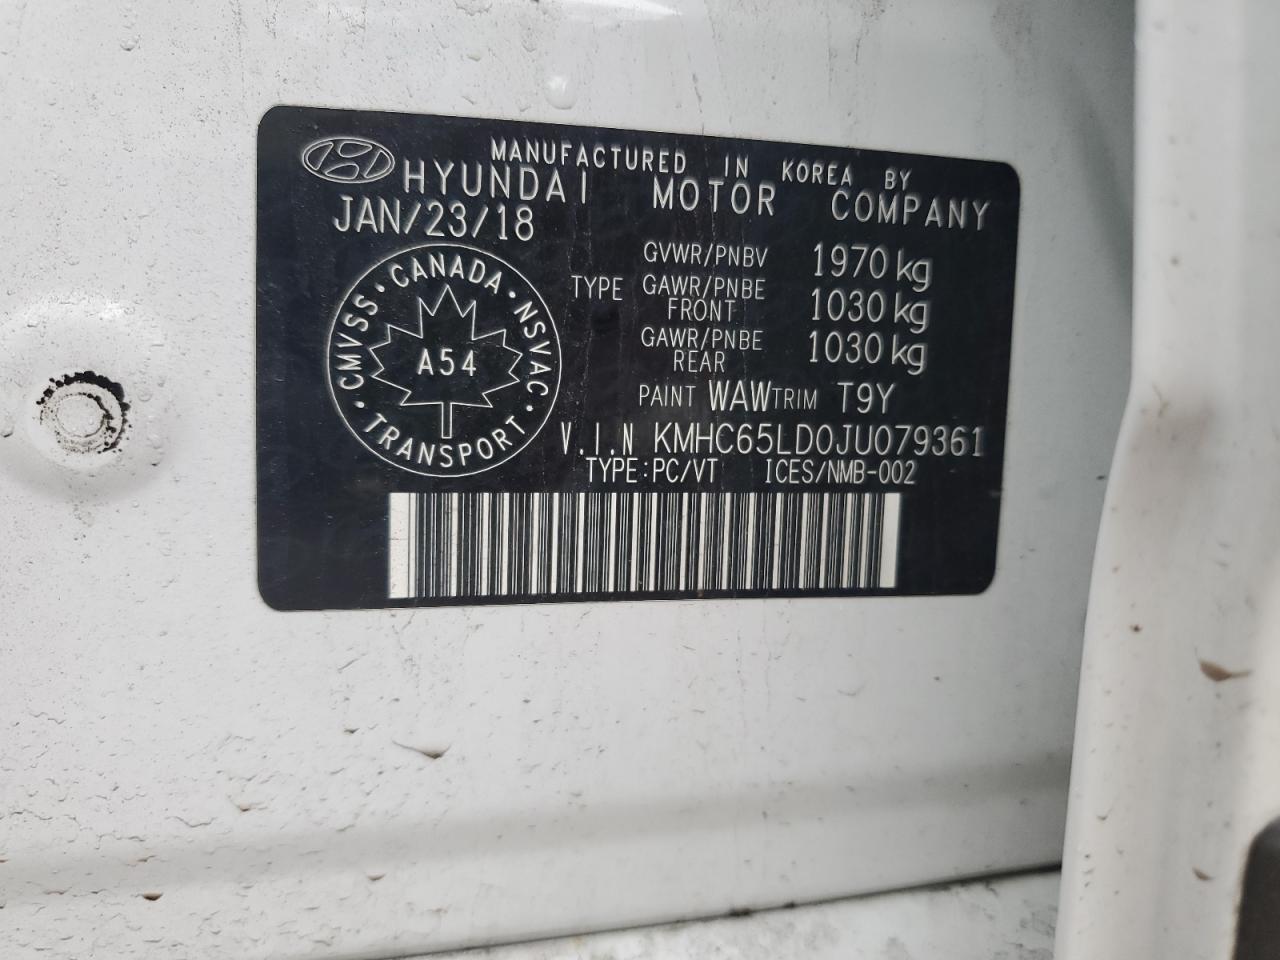 MANUFACTURED IN KOREA BY
HYUNDAI MOTOR COMPANY
JAN/23/18
GVWR/PNBV 1970 kg
TYPE GAWR/PNBE FRONT 1030 kg
GAWR/PNBE REAR 1030 kg
CMVSS · CANADA · NSVAC · TRANSPORT ·
A54
PAINT WAW TRIM T9Y
V.I.N KMHC65LD0JU079361
TYPE:PC/VT ICES/NMB-002